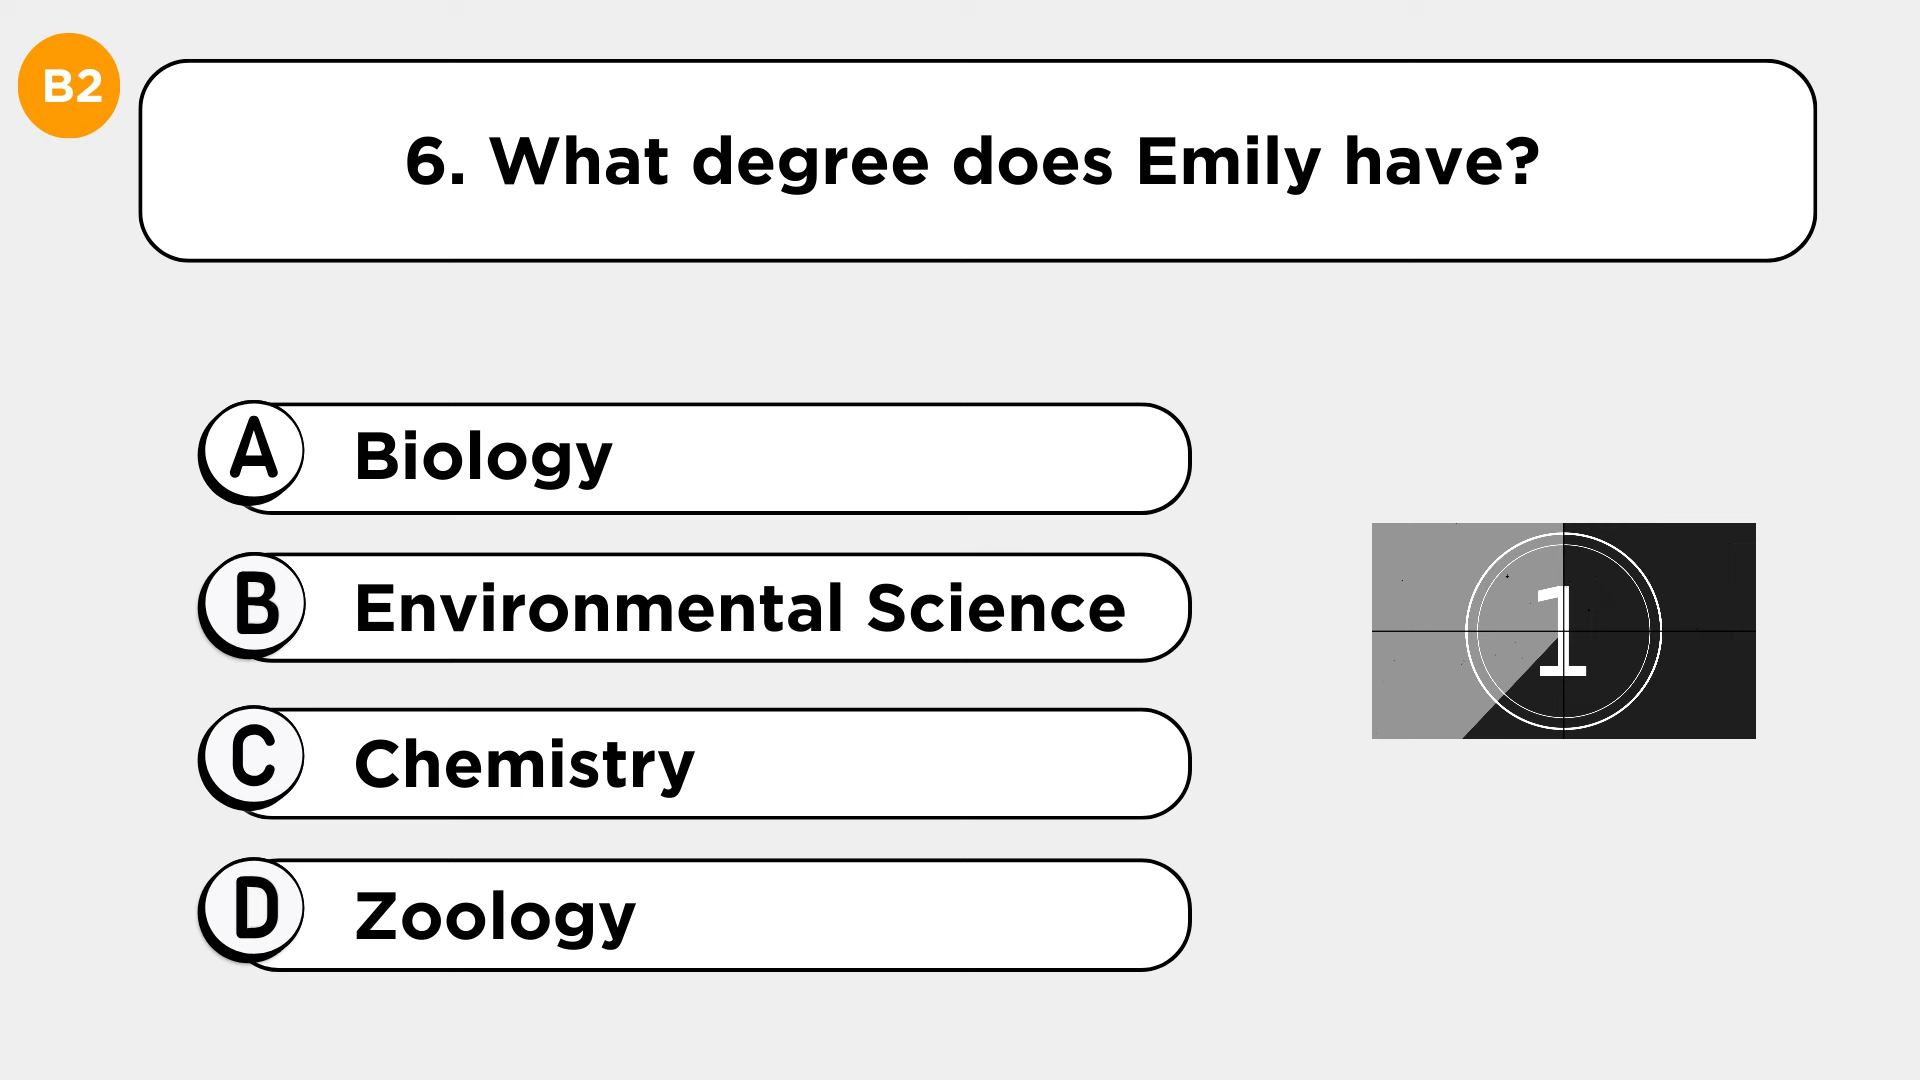 B2
6. What degree does Emily have?
A Biology
B Environmental Science
C Chemistry
D Zoology
1